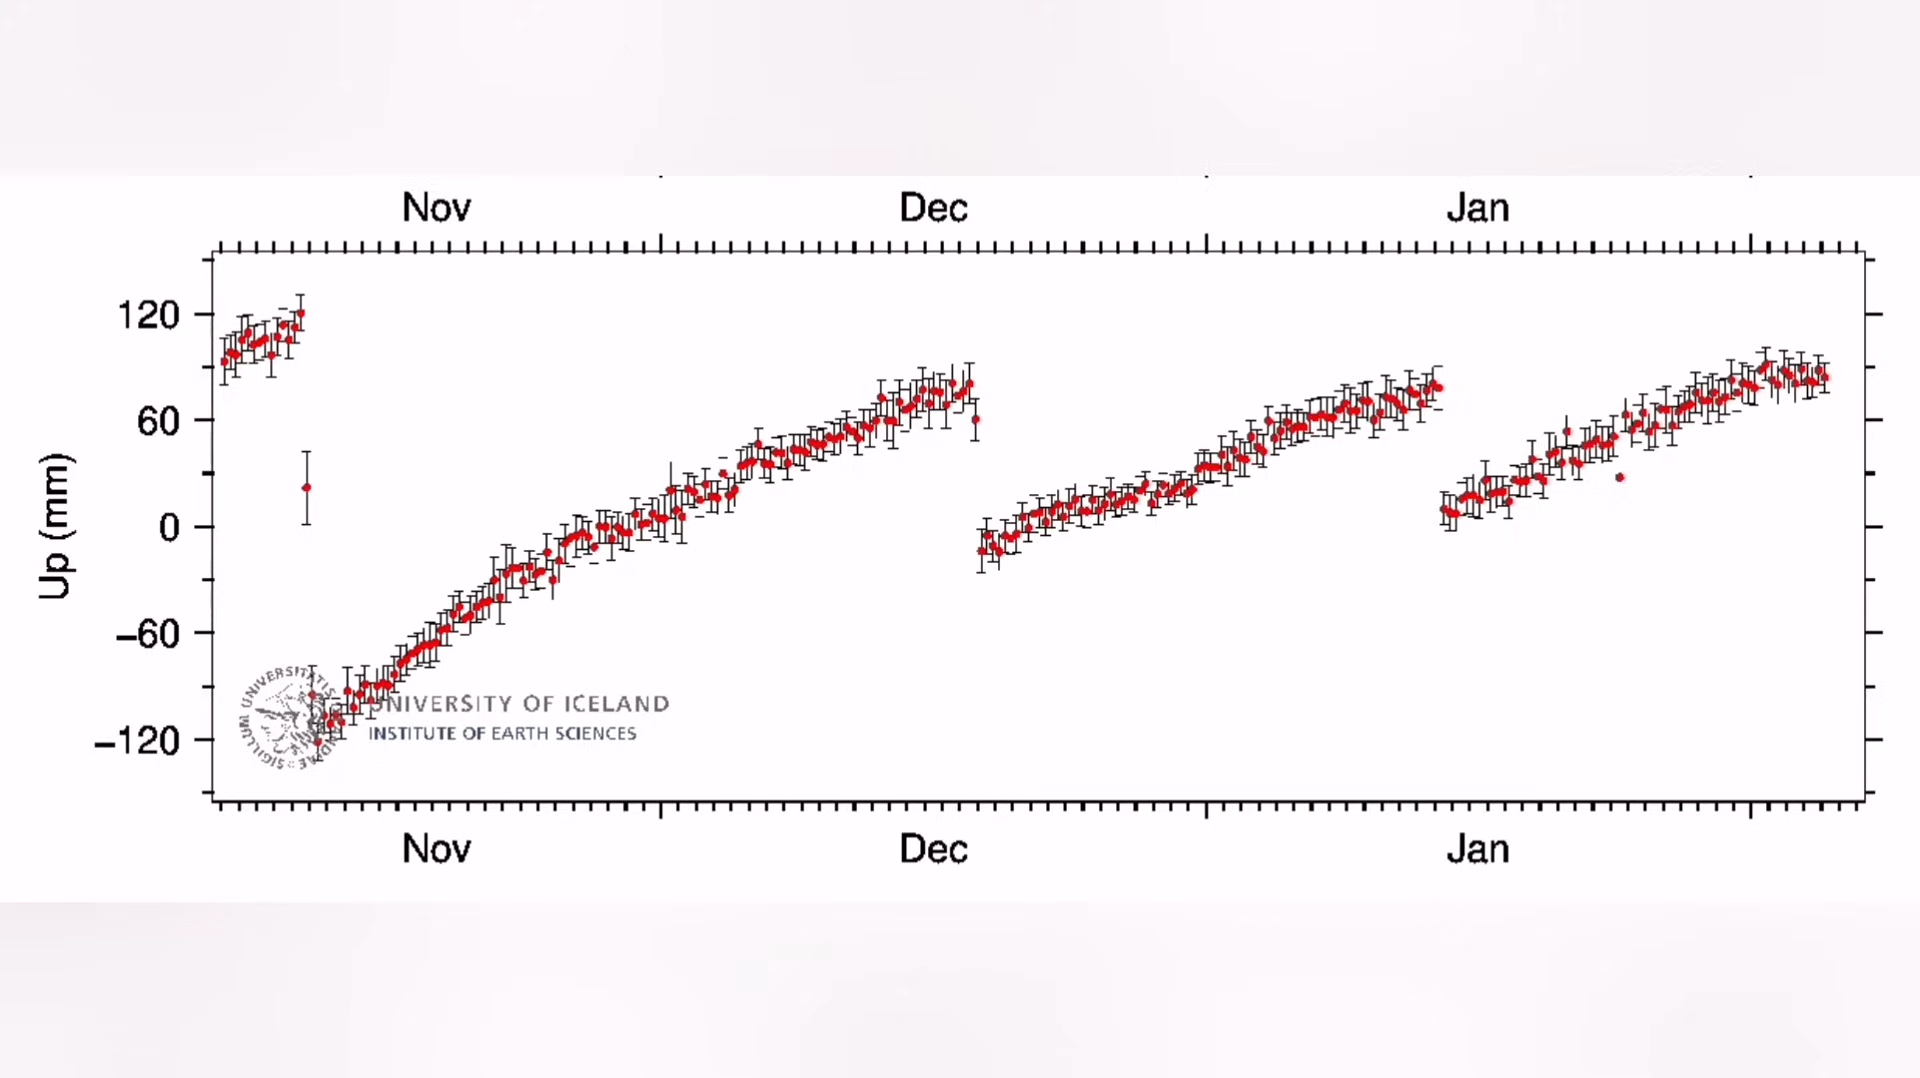 Nov Dec Jan
120
60
0
−60
−120
Up (mm)
UNIVERSITY OF ICELAND
INSTITUTE OF EARTH SCIENCES
Nov Dec Jan